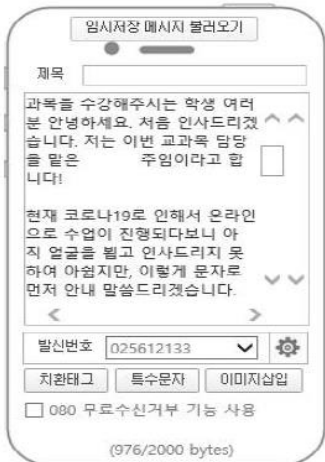 임시저장 메시지 불러오기
제목
과목을 수강해주시는 학생 여러
분 안녕하세요. 처음 인사드리겠
습니다. 저는 이번 교과목 담당
을 맡은 주임이라고 합
니다!
현재 코로나19로 인해서 온라인
으로 수업이 진행되다보니 아
직 얼굴을 뵙고 인사드리지 못
하여 아쉽지만, 이렇게 문자로
먼저 안내 말씀드리겠습니다.
발신번호 025612133
치환태그 특수문자 이미지삽입
080 무료수신거부 기능 사용
(976/2000 bytes)